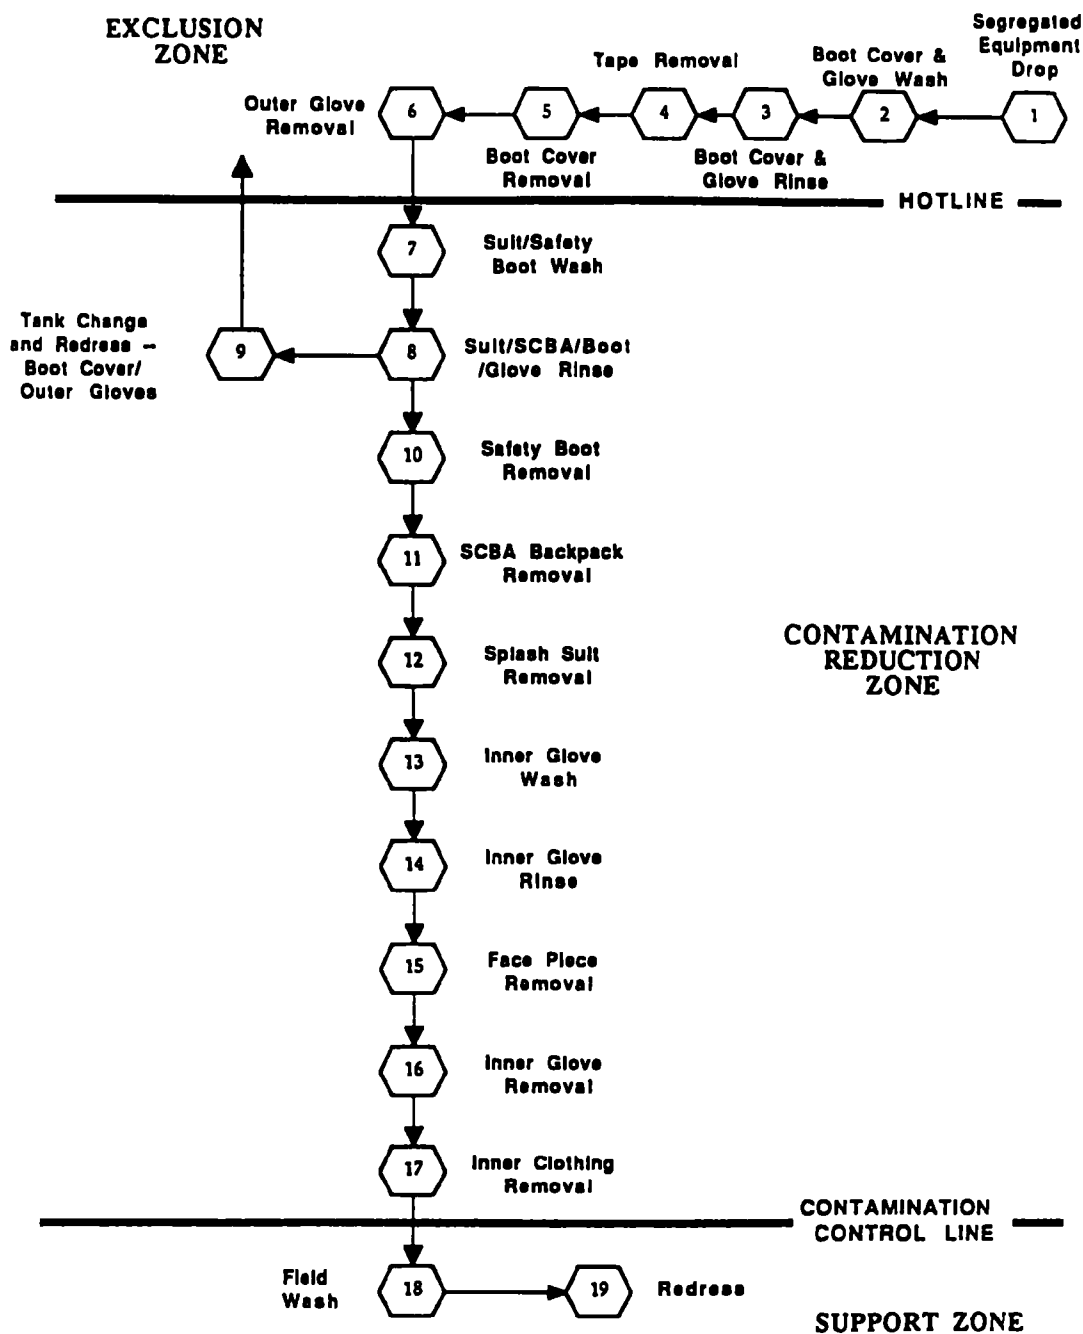 EXCLUSION
ZONE
Segregated
Equipment
Drop
Boot Cover &
Glove Wash
Tape Removal
Outer Glove
Removal
6
5
4
3
2
1
Boot Cover
Removal
Boot Cover &
Glove Rinse
HOTLINE
7
Suit/Safety
Boot Wash
Tank Change
and Redress –
Boot Cover/
Outer Gloves
9
8
Suit/SCBA/Boot
/Glove Rinse
10
Safety Boot
Removal
11
SCBA Backpack
Removal
12
Splash Suit
Removal
CONTAMINATION
REDUCTION
ZONE
13
Inner Glove
Wash
14
Inner Glove
Rinse
15
Face Piece
Removal
16
Inner Glove
Removal
17
Inner Clothing
Removal
CONTAMINATION
CONTROL LINE
Field
Wash
18
19
Redress
SUPPORT ZONE